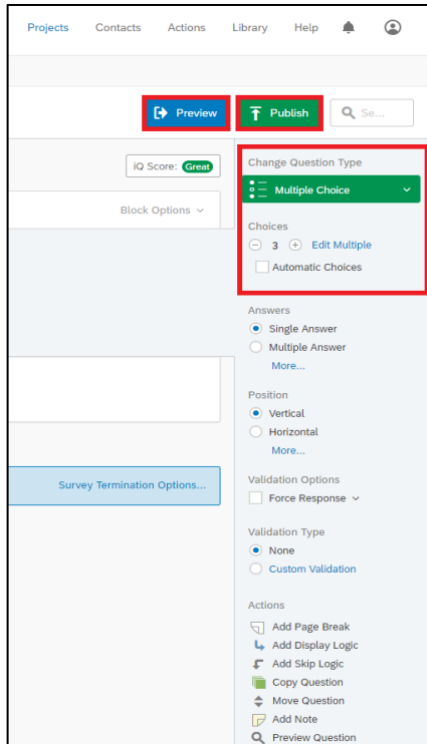 Projects Contacts Actions Library Help
Preview Publish Se...
iQ Score: Great
Change Question Type
Multiple Choice
Block Options
Choices
3 Edit Multiple
Automatic Choices
Answers
Single Answer
Multiple Answer
More...
Position
Vertical
Horizontal
More...
Validation Options
Survey Termination Options...
Force Response
Validation Type
None
Custom Validation
Actions
Add Page Break
Add Display Logic
Add Skip Logic
Copy Question
Move Question
Add Note
Preview Question